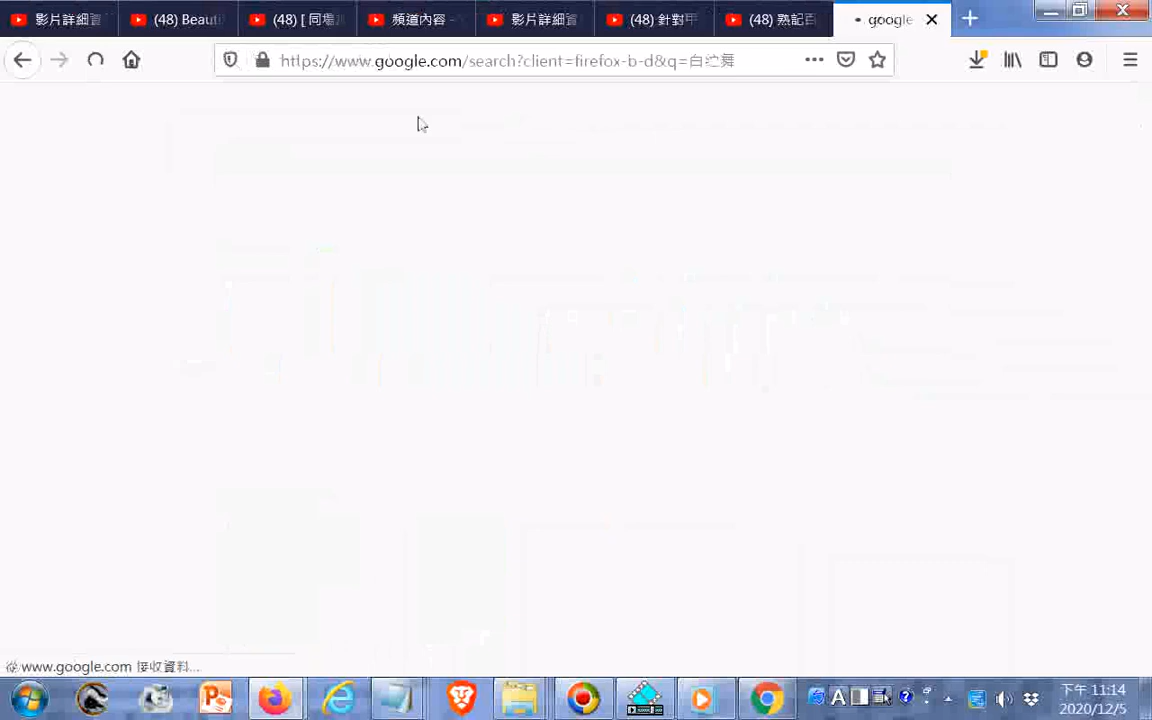 影片詳細資
(48) Beauti
(48) [ 同場
頻道內容 -
影片詳細資
(48) 針對
(48) 熟記百
google
https://www.google.com/search?client=firefox-b-d&q=白纻舞
www.google.com 接收資料...
下午 11:14
2020/12/5